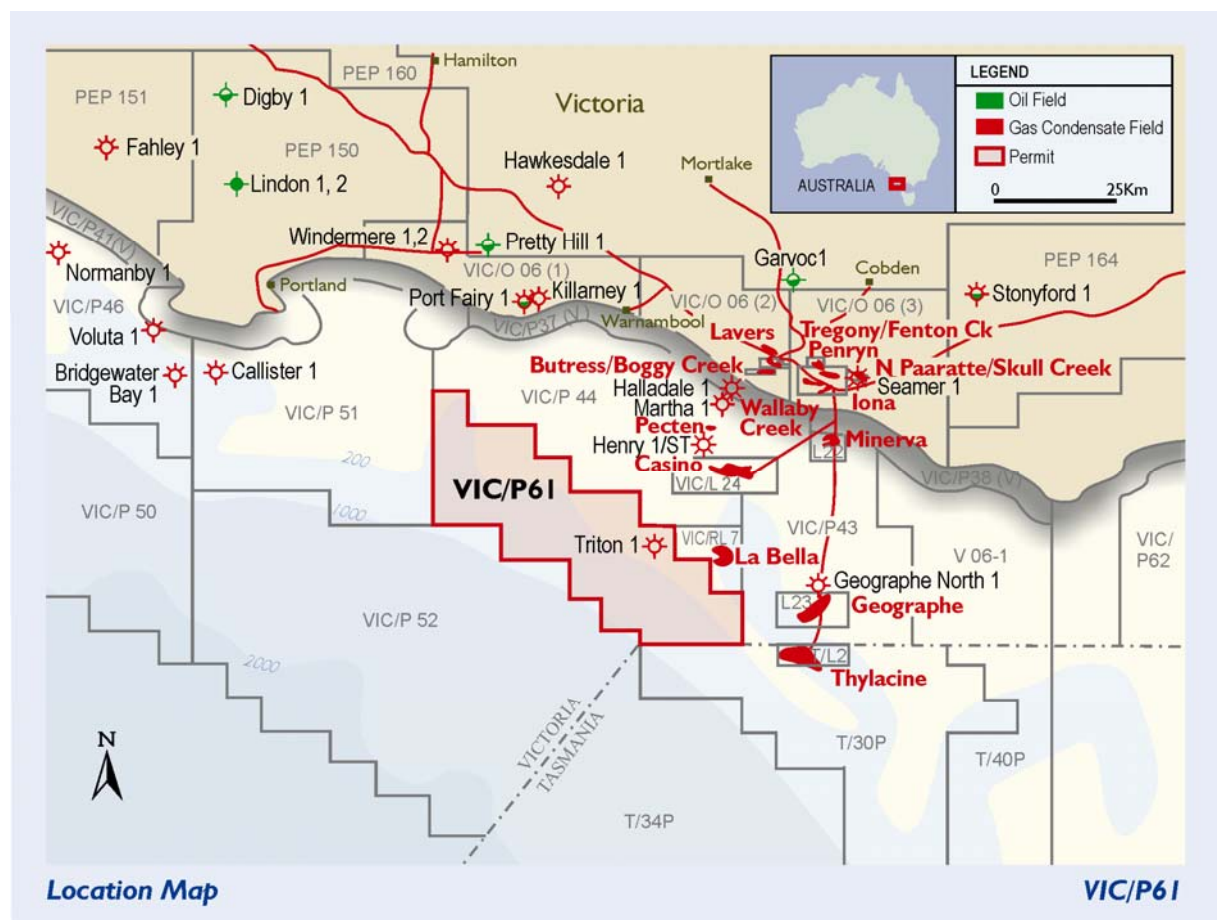 Hamilton
PEP 160
PEP 151
Digby 1
Victoria
Fahley 1
PEP 150
Hawkesdale 1
Mortlake
Lindon 1, 2
AUSTRALIA
LEGEND
Oil Field
Gas Condensate Field
Permit
0 25Km
VIC/P41(V)
Windermere 1,2
Pretty Hill 1
Normanby 1
VIC/O 06 (1)
Garvoc1
Cobden
PEP 164
Portland
Port Fairy 1
Killarney 1
VIC/O 06 (2)
VIC/O 06 (3)
Stonyford 1
VIC/P46
Warnambool
VIC/P37 (V)
Voluta 1
Lavers
Tregony/Fenton Ck
Penryn
Bridgewater
Bay 1
Callister 1
Butress/Boggy Creek
N Paaratte/Skull Creek
Halladale 1
Seamer 1
Martha 1
Wallaby
Creek
Iona
VIC/P 51
VIC/P 44
Pecten
Henry 1/ST
Minerva
L22
Casino
VIC/L 24
VIC/P38 (V)
200
VIC/P61
1000
VIC/P 50
VIC/RL 7
VIC/P43
Triton 1
La Bella
V 06-1
VIC/
P62
Geographe North 1
L23
Geographe
VIC/P 52
2000
T/L2
Thylacine
N
VICTORIA
TASMANIA
T/30P
T/40P
T/34P
Location Map
VIC/P61